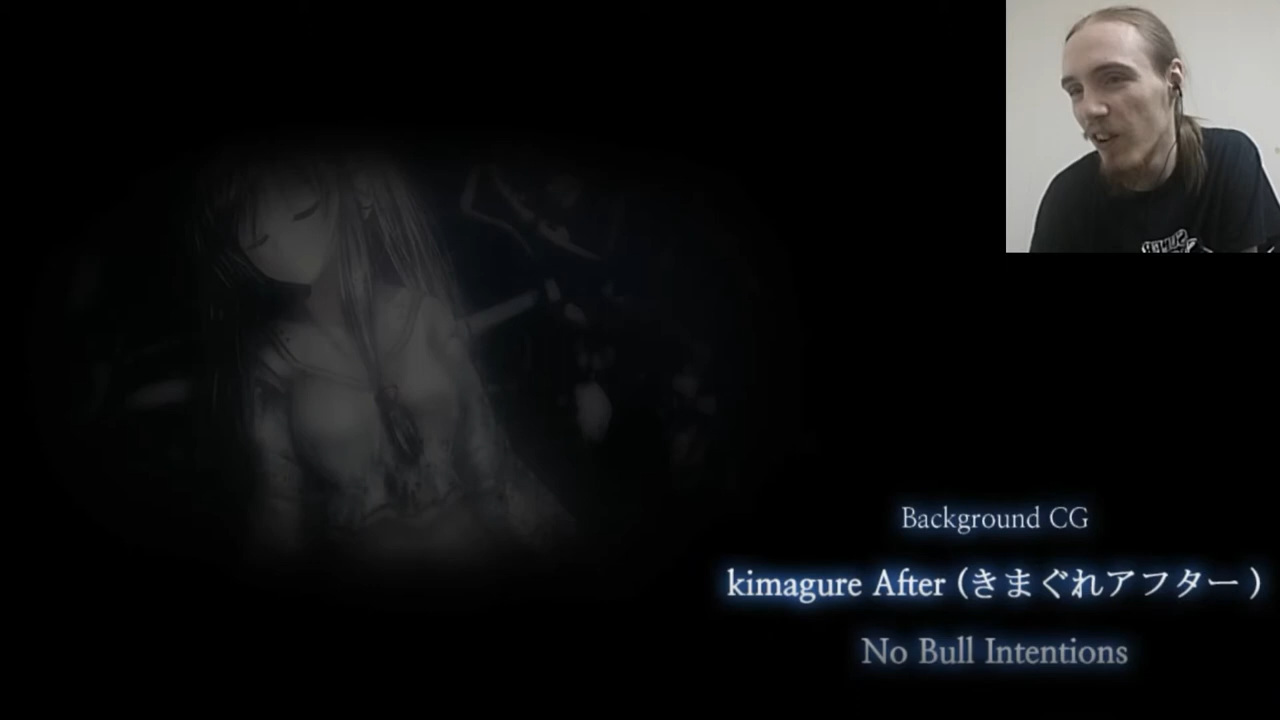 Background CG
kimagure After (きまぐれアフター)
No Bull Intentions